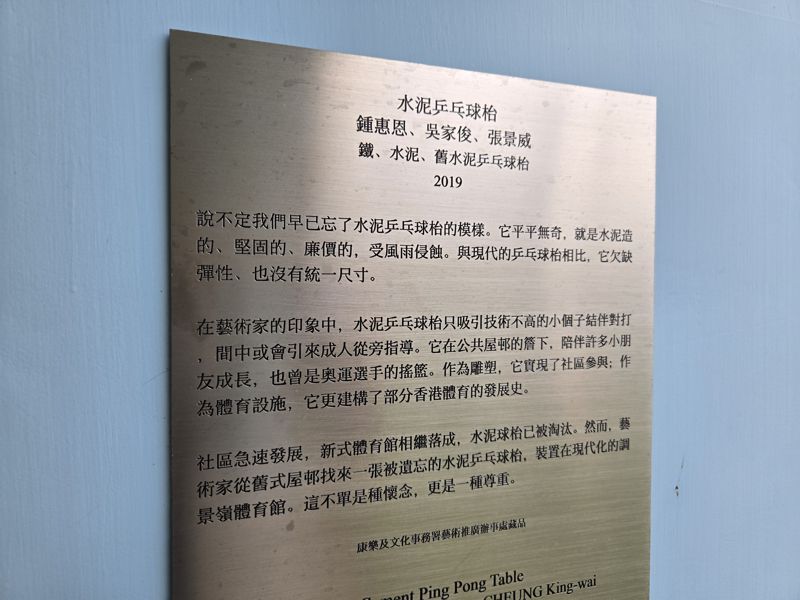 水泥乒乓球枱
鍾惠恩、吳家俊、張景威
鐵、水泥、舊水泥乒乓球枱
2019
說不定我們早已忘了水泥乒乓球枱的模樣。它平平無奇，就是水泥造
的、堅固的、廉價的，受風雨侵蝕。與現代的乒乓球枱相比，它欠缺
彈性、也沒有統一尺寸。
在藝術家的印象中，水泥乒乓球枱只吸引技術不高的小個子結伴對打
，間中或會引來成人從旁指導。它在公共屋邨的簷下，陪伴許多小朋
友成長，也曾是奧運選手的搖籃。作為雕塑，它實現了社區參與；作
為體育設施，它更建構了部分香港體育的發展史。
社區急速發展，新式體育館相繼落成，水泥球枱已被淘汰。然而，藝
術家從舊式屋邨找來一張被遺忘的水泥乒乓球枱，裝置在現代化的調
景嶺體育館。這不單是種懷念，更是一種尊重。
康樂及文化事務署藝術推廣辦事處藏品
Cement Ping Pong Table
CHEUNG King-wai